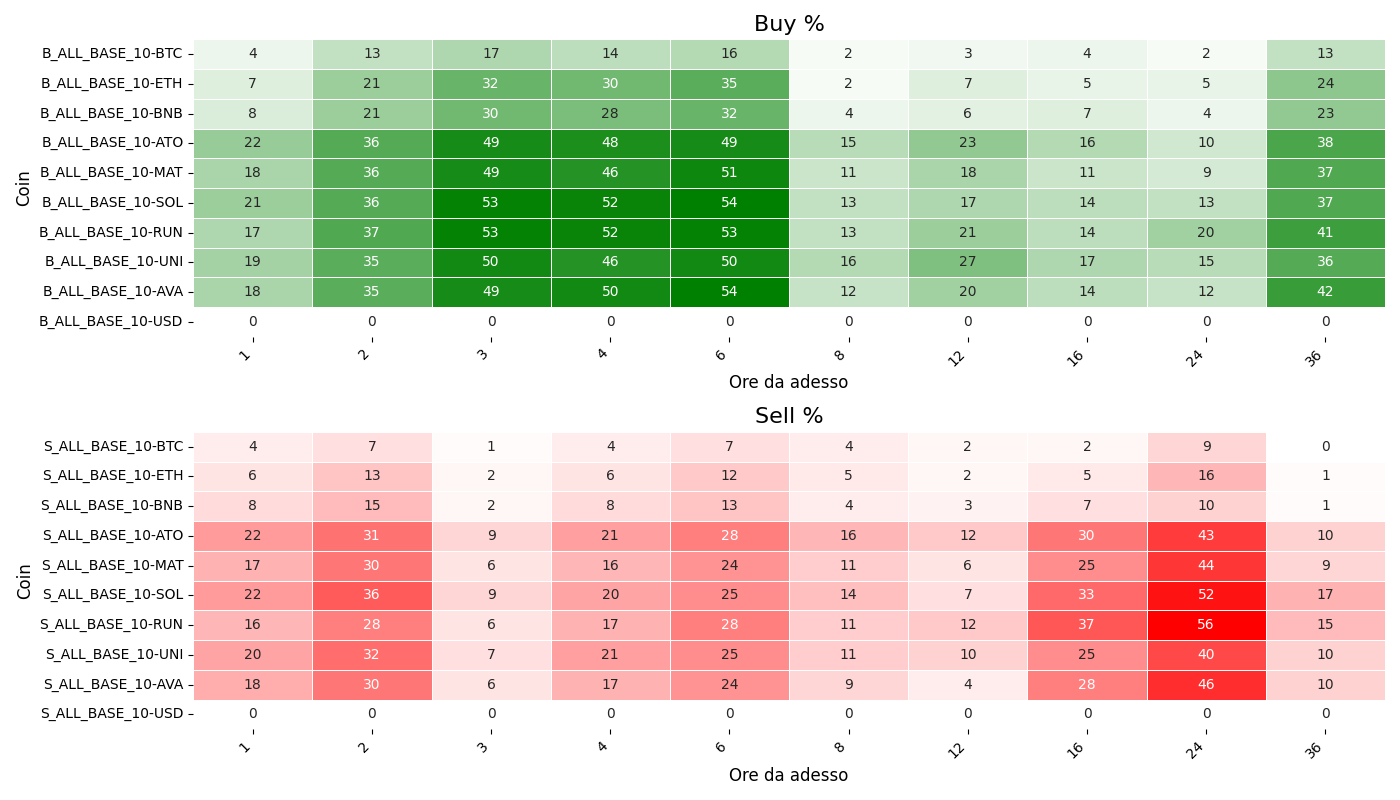 Buy %
Coin
B_ALL_BASE_10-BTC 4 13 17 14 16 2 3 4 2 13
B_ALL_BASE_10-ETH 7 21 32 30 35 2 7 5 5 24
B_ALL_BASE_10-BNB 8 21 30 28 32 4 6 7 4 23
B_ALL_BASE_10-ATO 22 36 49 48 49 15 23 16 10 38
B_ALL_BASE_10-MAT 18 36 49 46 51 11 18 11 9 37
B_ALL_BASE_10-SOL 21 36 53 52 54 13 17 14 13 37
B_ALL_BASE_10-RUN 17 37 53 52 53 13 21 14 20 41
B_ALL_BASE_10-UNI 19 35 50 46 50 16 27 17 15 36
B_ALL_BASE_10-AVA 18 35 49 50 54 12 20 14 12 42
B_ALL_BASE_10-USD 0 0 0 0 0 0 0 0 0 0
1 2 3 4 6 8 12 16 24 36
Ore da adesso
Sell %
Coin
S_ALL_BASE_10-BTC 4 7 1 4 7 4 2 2 9 0
S_ALL_BASE_10-ETH 6 13 2 6 12 5 2 5 16 1
S_ALL_BASE_10-BNB 8 15 2 8 13 4 3 7 10 1
S_ALL_BASE_10-ATO 22 31 9 21 28 16 12 30 43 10
S_ALL_BASE_10-MAT 17 30 6 16 24 11 6 25 44 9
S_ALL_BASE_10-SOL 22 36 9 20 25 14 7 33 52 17
S_ALL_BASE_10-RUN 16 28 6 17 28 11 12 37 56 15
S_ALL_BASE_10-UNI 20 32 7 21 25 11 10 25 40 10
S_ALL_BASE_10-AVA 18 30 6 17 24 9 4 28 46 10
S_ALL_BASE_10-USD 0 0 0 0 0 0 0 0 0 0
1 2 3 4 6 8 12 16 24 36
Ore da adesso